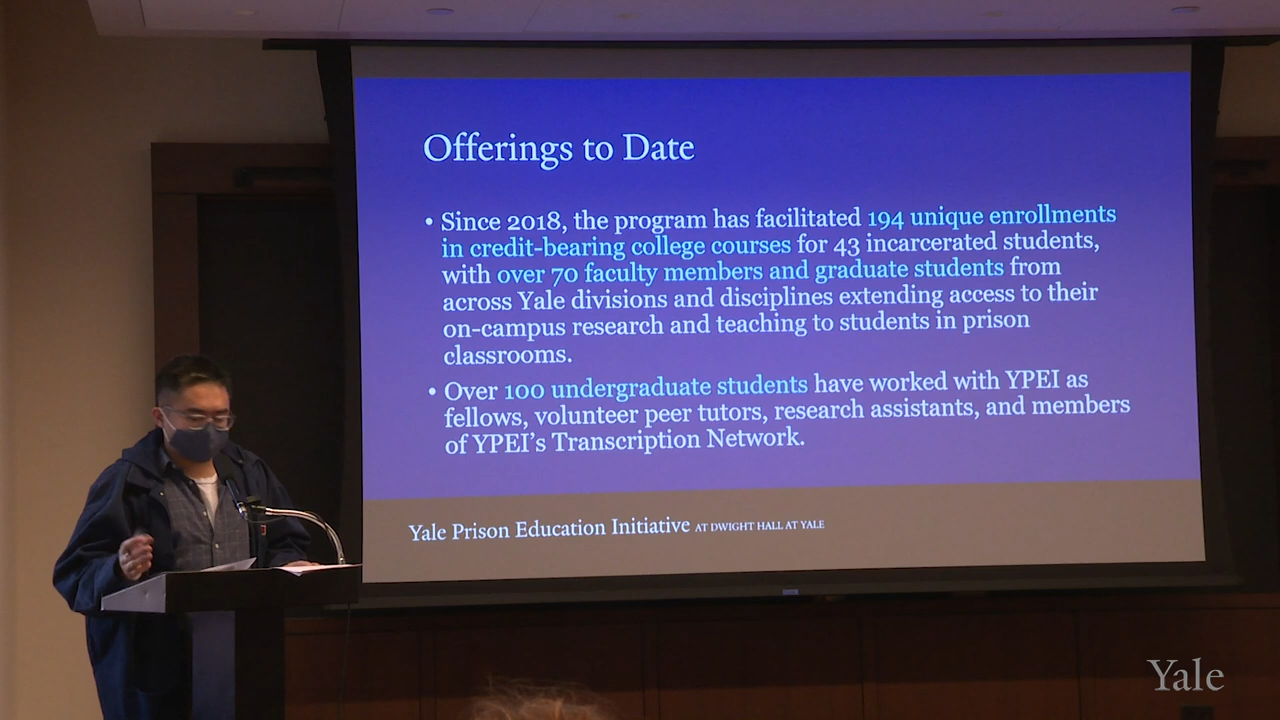 Offerings to Date
• Since 2018, the program has facilitated 194 unique enrollments
in credit-bearing college courses for 43 incarcerated students,
with over 70 faculty members and graduate students from
across Yale divisions and disciplines extending access to their
on-campus research and teaching to students in prison
classrooms.
• Over 100 undergraduate students have worked with YPEI as
fellows, volunteer peer tutors, research assistants, and members
of YPEI's Transcription Network.
Yale Prison Education Initiative AT DWIGHT HALL AT YALE
Yale